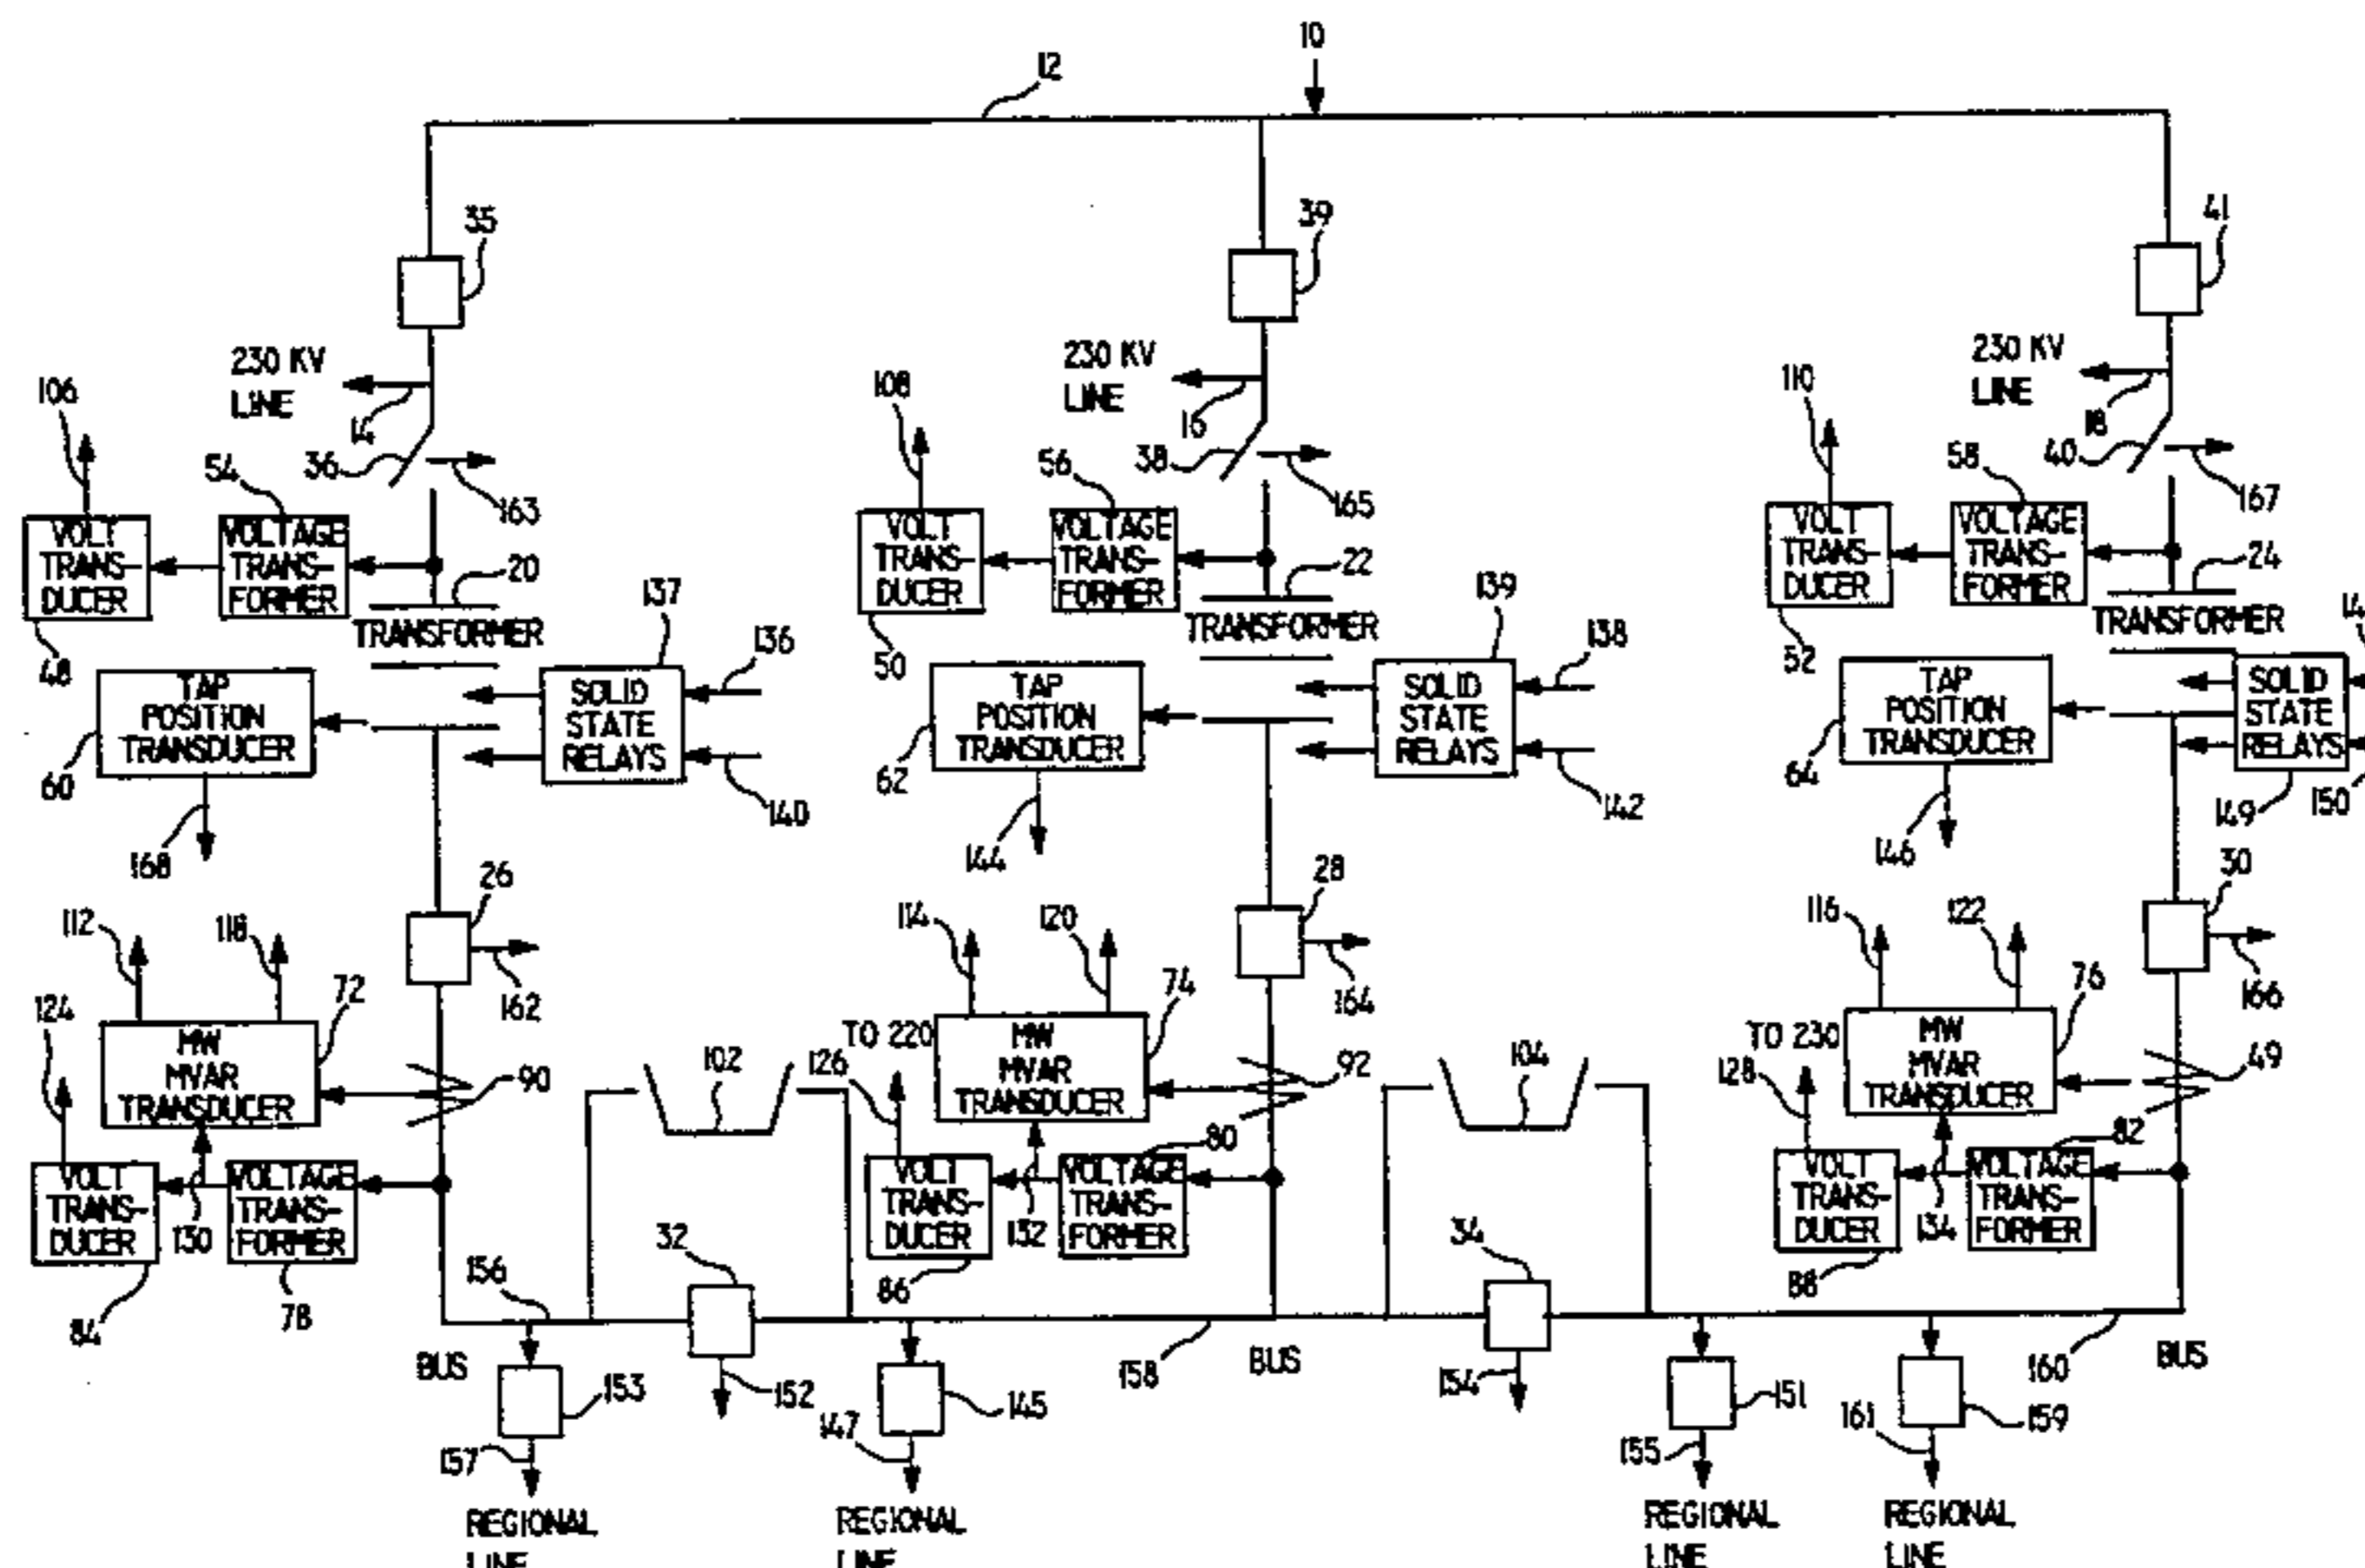 10
12
35
39
41
230 KV
LINE
230 KV
LINE
230 KV
LINE
106
14
108
16
110
18
54
36
163
56
38
165
58
40
167
VOLT
TRANS-
DUCER
VOLTAGE
TRANS-
FORMER
20
VOLT
TRANS-
DUCER
VOLTAGE
TRANS-
FORMER
22
VOLT
TRANS-
DUCER
VOLTAGE
TRANS-
FORMER
24
48
TRANSFORMER
137
136
50
TRANSFORMER
139
138
52
TRANSFORMER
TAP
POSITION
TRANSDUCER
SOLID
STATE
RELAYS
TAP
POSITION
TRANSDUCER
SOLID
STATE
RELAYS
TAP
POSITION
TRANSDUCER
SOLID
STATE
RELAYS
60
140
62
142
64
149
150
168
144
146
26
28
30
112
118
162
114
120
164
116
122
166
124
72
74
76
MW
MVAR
TRANSDUCER
90
102
TO 220
126
MW
MVAR
TRANSDUCER
92
104
TO 230
128
MW
MVAR
TRANSDUCER
49
80
82
VOLT
TRANS-
DUCER
130
VOLTAGE
TRANS-
FORMER
VOLT
TRANS-
DUCER
132
VOLTAGE
TRANS-
FORMER
VOLT
TRANS-
DUCER
134
VOLTAGE
TRANS-
FORMER
84
78
156
32
86
34
88
BUS
153
152
145
158
BUS
154
151
159
160
BUS
157
147
155
161
REGIONAL
LINE
REGIONAL
LINE
REGIONAL
LINE
REGIONAL
LINE